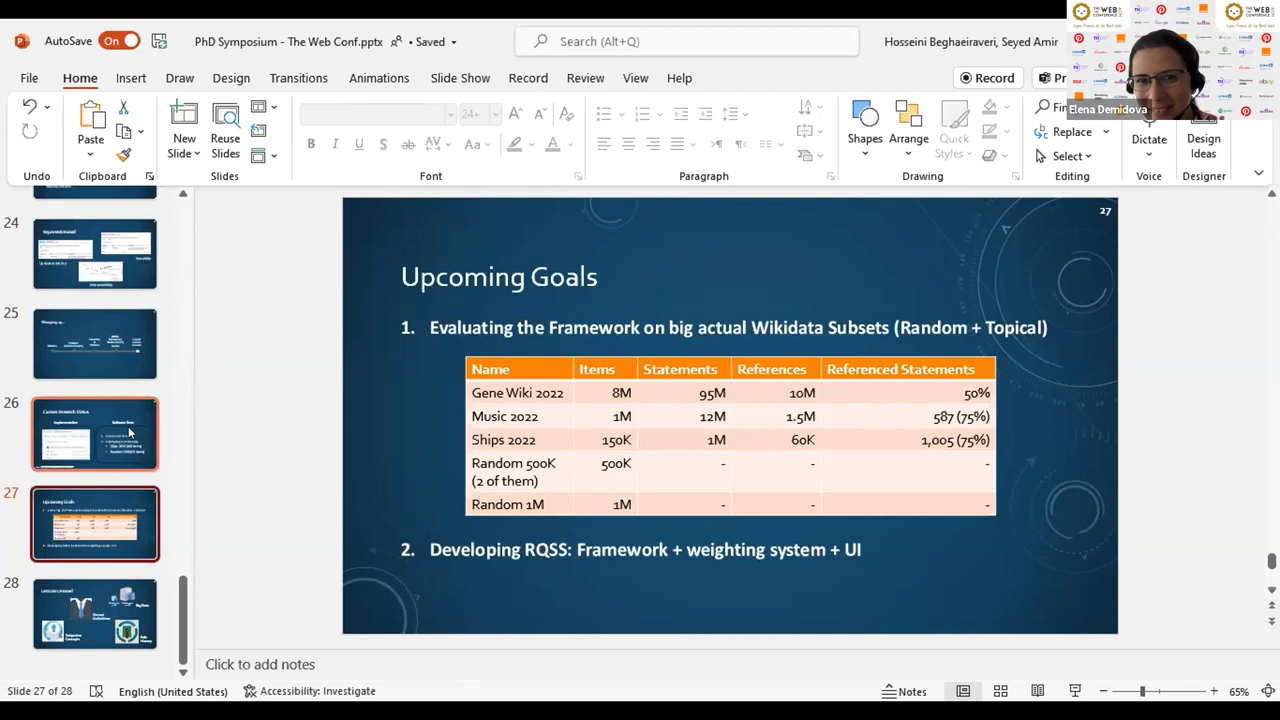 AutoSave On PhD Symposium - The Web Conf.pptx - Saved Search (Alt+Q) Hosseini Beghaeiraveri, Seyed Amir
Elena Demidova
File Home Insert Draw Design Transitions Animations Slide Show Record Review View Help Record
Paste New Slide Reuse Slides Shapes Arrange Quick Styles Replace Select Dictate Design Ideas
Undo Clipboard Slides Font Paragraph Drawing Editing Voice Designer
24
25
26
27
28
27
Upcoming Goals
1. Evaluating the Framework on big actual Wikidata Subsets (Random + Topical)
Name Items Statements References Referenced Statements
Gene Wiki 2022 8M 95M 10M 50%
Music 2022 1M 12M 1.5M 587 (75%)
Ships 2022 150K 1M 60K 1,005 (75%)
Random 500K (2 of them) 500K - - -
Random 1M 1M - - -
2. Developing RQSS: Framework + weighting system + UI
Click to add notes
Slide 27 of 28 English (United States) Accessibility: Investigate Notes 65%